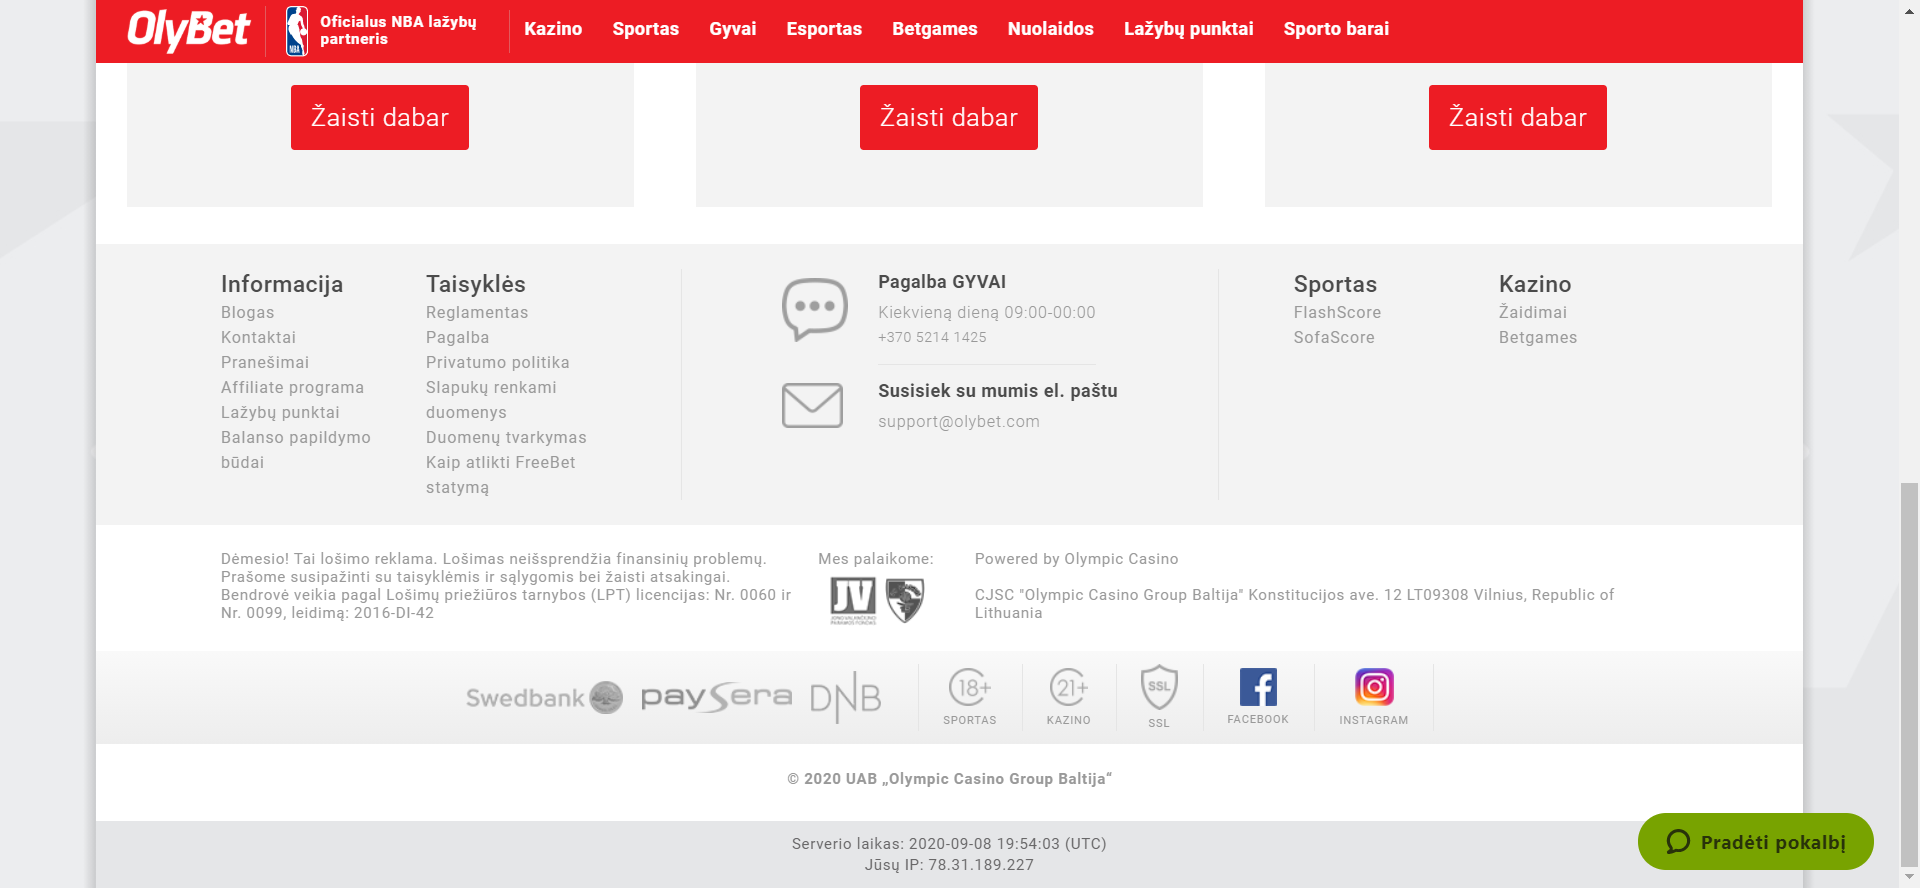 OlyBet
NBA
Oficialus NBA lažybų
partneris
Kazino
Sportas
Gyvai
Esportas
Betgames
Nuolaidos
Lažybų punktai
Sporto barai
Žaisti dabar
Žaisti dabar
Žaisti dabar
Informacija
Blogas
Kontaktai
Pranešimai
Affiliate programa
Lažybų punktai
Balanso papildymo
būdai
Taisyklės
Reglamentas
Pagalba
Privatumo politika
Slapukų renkami
duomenys
Duomenų tvarkymas
Kaip atlikti FreeBet
statymą
Pagalba GYVAI
Kiekvieną dieną 09:00-00:00
+370 5214 1425
Susisiek su mumis el. paštu
support@olybet.com
Sportas
FlashScore
SofaScore
Kazino
Žaidimai
Betgames
Dėmesio! Tai lošimo reklama. Lošimas neišsprendžia finansinių problemų.
Prašome susipažinti su taisyklėmis ir sąlygomis bei žaisti atsakingai.
Bendrovė veikia pagal Lošimų priežiūros tarnybos (LPT) licencijas: Nr. 0060 ir
Nr. 0099, leidimą: 2016-DI-42
Mes palaikome:
JV
Powered by Olympic Casino
CJSC "Olympic Casino Group Baltija" Konstitucijos ave. 12 LT09308 Vilnius, Republic of
Lithuania
Swedbank
paysera
DNB
18+
SPORTAS
21+
KAZINO
SSL
SSL
FACEBOOK
INSTAGRAM
© 2020 UAB „Olympic Casino Group Baltija“
Serverio laikas: 2020-09-08 19:54:03 (UTC)
Jūsų IP: 78.31.189.227
Pradėti pokalbį